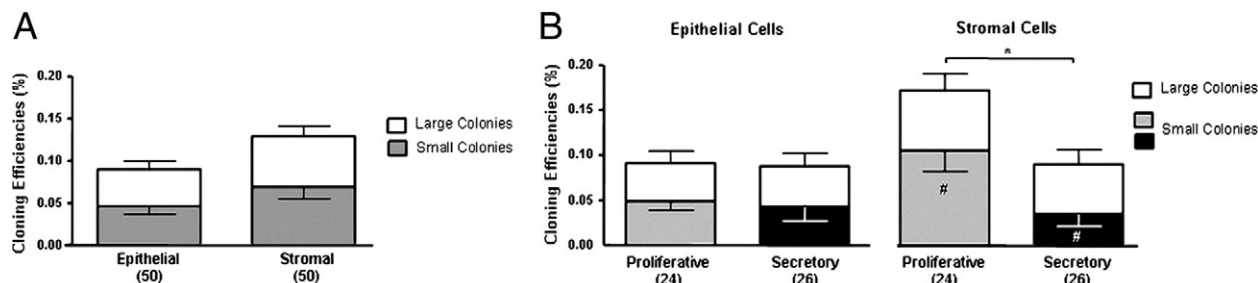 A
Cloning Efficiencies (%)
0.20
0.15
0.10
0.05
0.00
Epithelial
(50)
Stromal
(50)
Large Colonies
Small Colonies
B
Epithelial Cells
Cloning Efficiencies (%)
0.20
0.15
0.10
0.05
0.00
Proliferative
(24)
Secretory
(26)
Stromal Cells
*
#
#
Proliferative
(24)
Secretory
(26)
Large Colonies
Small Colonies